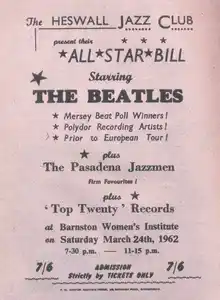 The HESWALL JAZZ CLUB
present their
★ ★ ★
★ALL★STAR★BILL
Starring
THE BEATLES
★ Mersey Beat Poll Winners!
★ Polydor Recording Artists!
★ Prior to European Tour!
★ plus
The Pasadena Jazzmen
Firm Favourites!
plus ★
'Top Twenty' Records
at Barnston Women's Institute
on Saturday March 24th, 1962
7-30 p.m. — 11-15 p.m.
7/6 ADMISSION 7/6
Strictly by TICKETS ONLY